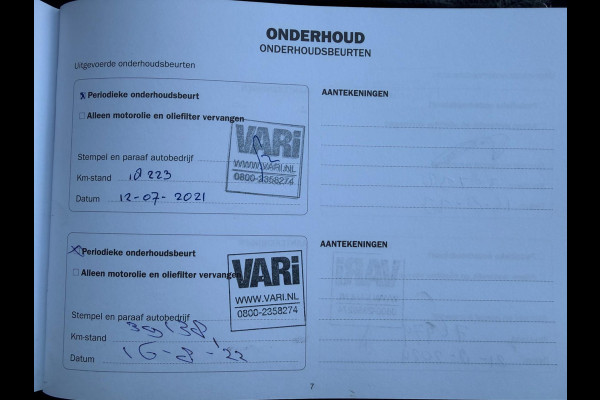 ONDERHOUD
ONDERHOUDSBEURTEN
Uitgevoerde onderhoudsbeurten
x Periodieke onderhoudsbeurt
Alleen motorolie en oliefilter vervangen
VARi
WWW.VARI.NL
0800-2358274
Stempel en paraaf autobedrijf
Km-stand 18 223
Datum 12-07-2021
AANTEKENINGEN
x Periodieke onderhoudsbeurt
Alleen motorolie en oliefilter vervangen
VARi
WWW.VARI.NL
0800-2358274
Stempel en paraaf autobedrijf
Km-stand 39138
Datum 16-8-22
AANTEKENINGEN
7